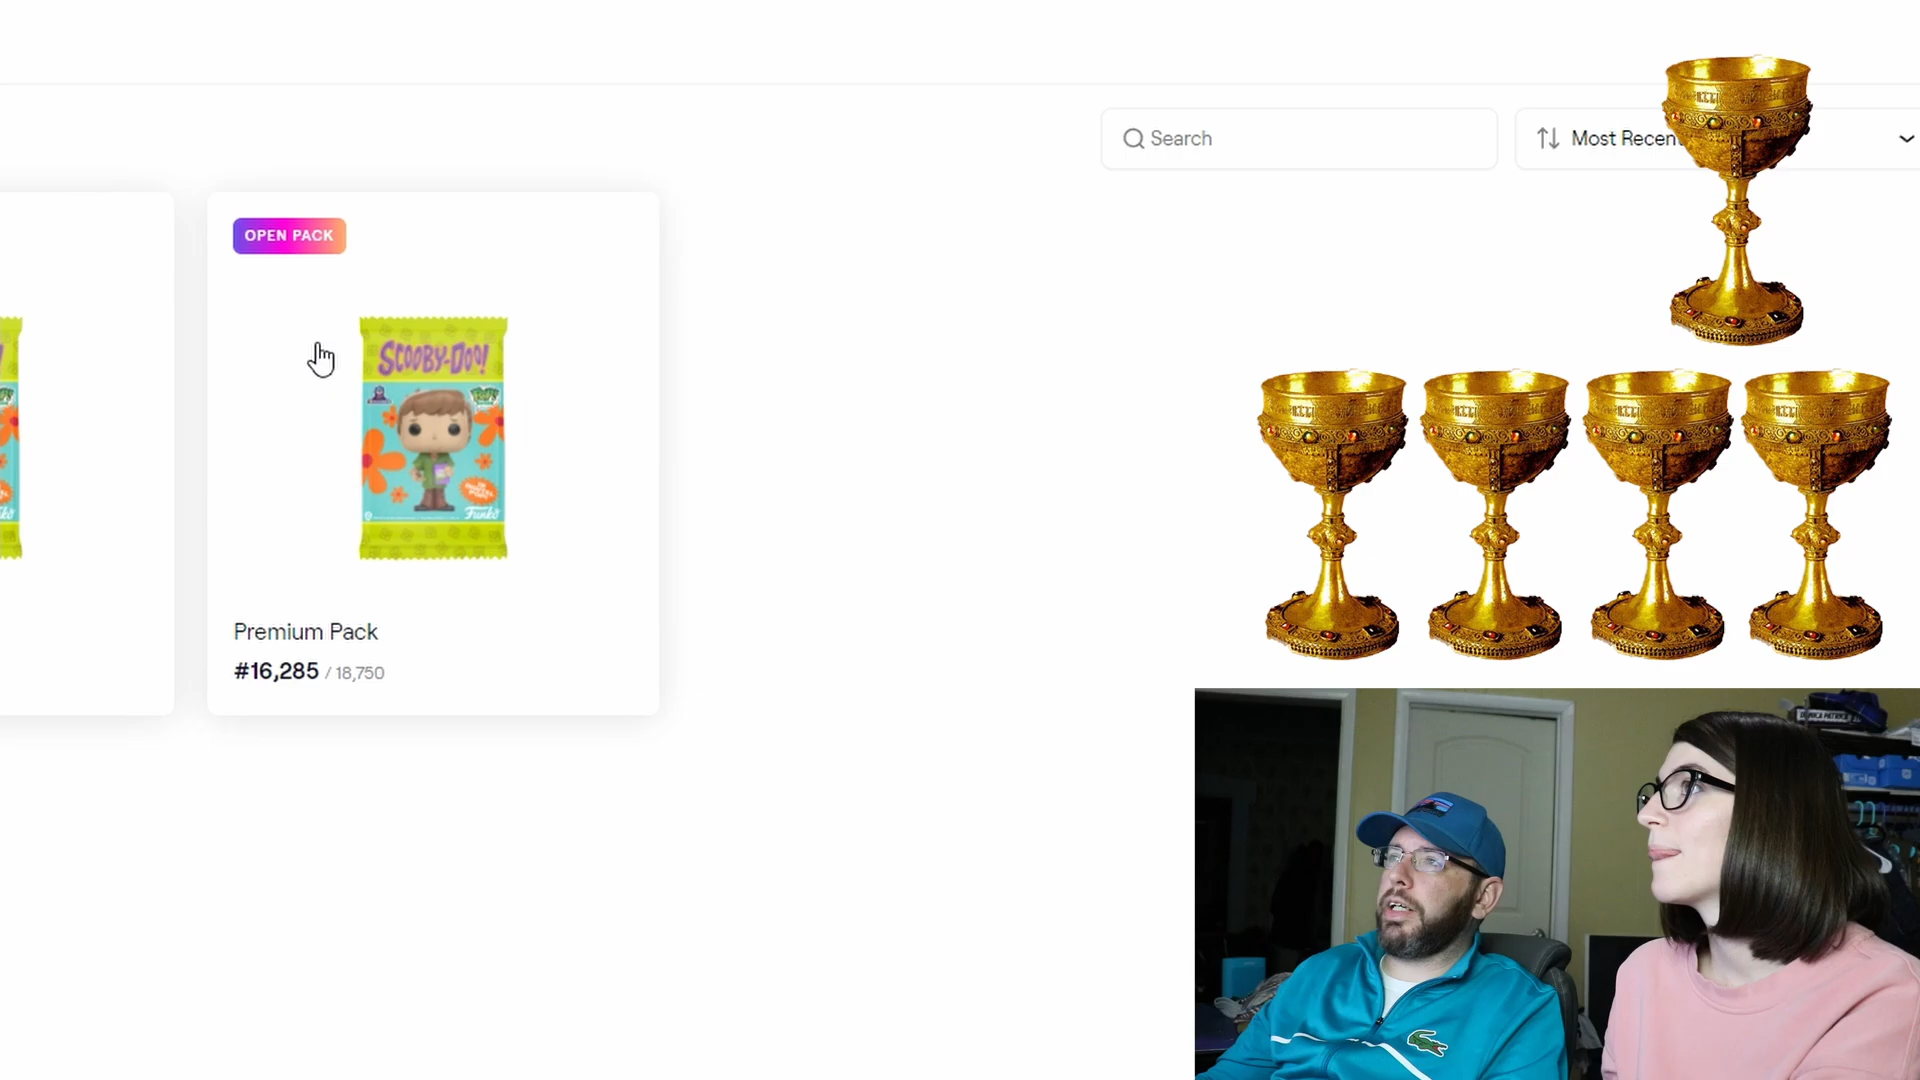 Search
Most Recen
OPEN PACK
SCOOBY-DOO!
Funko
Premium Pack
#16,285 / 18,750